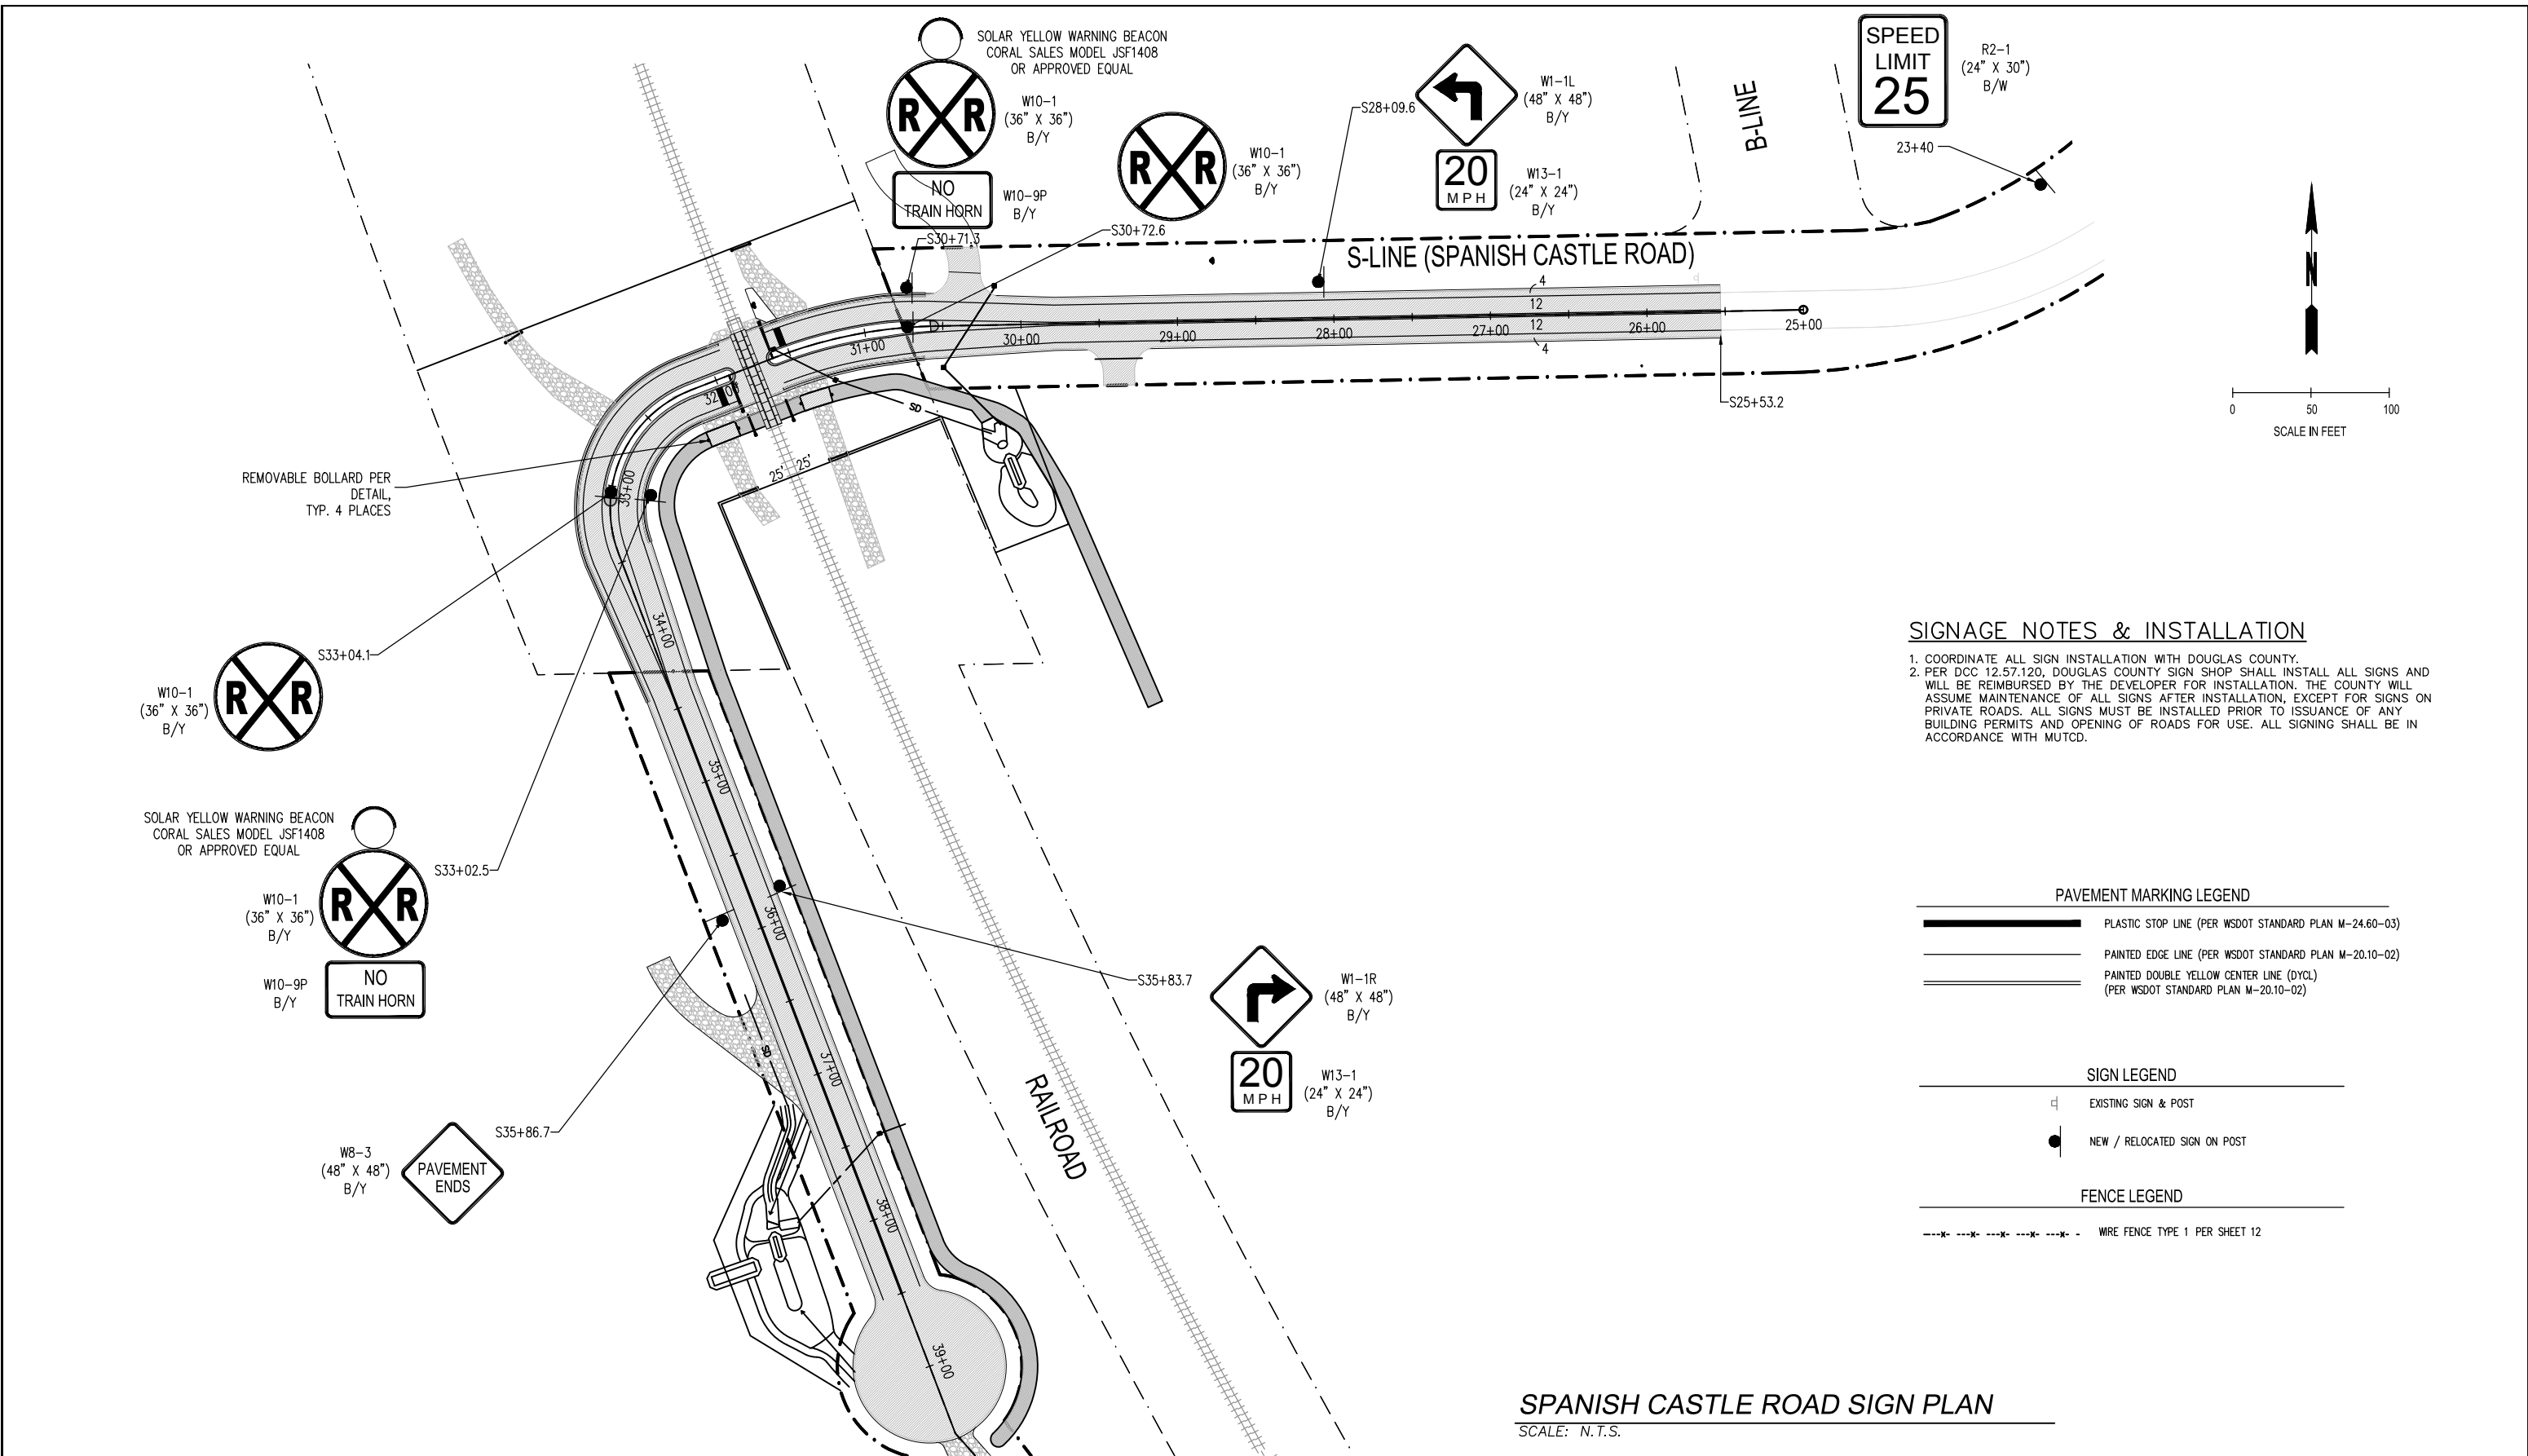 SOLAR YELLOW WARNING BEACON
CORAL SALES MODEL JSF1408
OR APPROVED EQUAL
R R
W10-1
(36" X 36")
B/Y
NO
TRAIN HORN
W10-9P
B/Y
S30+71.3
R R
W10-1
(36" X 36")
B/Y
S30+72.6
S28+09.6
W1-1L
(48" X 48")
B/Y
20
MPH
W13-1
(24" X 24")
B/Y
B-LINE
SPEED
LIMIT
25
R2-1
(24" X 30")
B/W
23+40
N
0 50 100
SCALE IN FEET
S-LINE (SPANISH CASTLE ROAD)
4
12
12
4
32+00
31+00
30+00
29+00
28+00
27+00
26+00
25+00
S25+53.2
SD
25' 25'
REMOVABLE BOLLARD PER
DETAIL,
TYP. 4 PLACES
33+00
34+00
S33+04.1
R R
W10-1
(36" X 36")
B/Y
SOLAR YELLOW WARNING BEACON
CORAL SALES MODEL JSF1408
OR APPROVED EQUAL
S33+02.5
R R
W10-1
(36" X 36")
B/Y
W10-9P
B/Y
NO
TRAIN HORN
35+00
36+00
S35+83.7
W1-1R
(48" X 48")
B/Y
20
MPH
W13-1
(24" X 24")
B/Y
SD
37+00
RAILROAD
S35+86.7
W8-3
(48" X 48")
B/Y
PAVEMENT
ENDS
38+00
39+00
SIGNAGE NOTES & INSTALLATION
1. COORDINATE ALL SIGN INSTALLATION WITH DOUGLAS COUNTY.
2. PER DCC 12.57.120, DOUGLAS COUNTY SIGN SHOP SHALL INSTALL ALL SIGNS AND
WILL BE REIMBURSED BY THE DEVELOPER FOR INSTALLATION. THE COUNTY WILL
ASSUME MAINTENANCE OF ALL SIGNS AFTER INSTALLATION, EXCEPT FOR SIGNS ON
PRIVATE ROADS. ALL SIGNS MUST BE INSTALLED PRIOR TO ISSUANCE OF ANY
BUILDING PERMITS AND OPENING OF ROADS FOR USE. ALL SIGNING SHALL BE IN
ACCORDANCE WITH MUTCD.
PAVEMENT MARKING LEGEND
PLASTIC STOP LINE (PER WSDOT STANDARD PLAN M-24.60-03)
PAINTED EDGE LINE (PER WSDOT STANDARD PLAN M-20.10-02)
PAINTED DOUBLE YELLOW CENTER LINE (DYCL)
(PER WSDOT STANDARD PLAN M-20.10-02)
SIGN LEGEND
EXISTING SIGN & POST
NEW / RELOCATED SIGN ON POST
FENCE LEGEND
WIRE FENCE TYPE 1 PER SHEET 12
SPANISH CASTLE ROAD SIGN PLAN
SCALE: N.T.S.